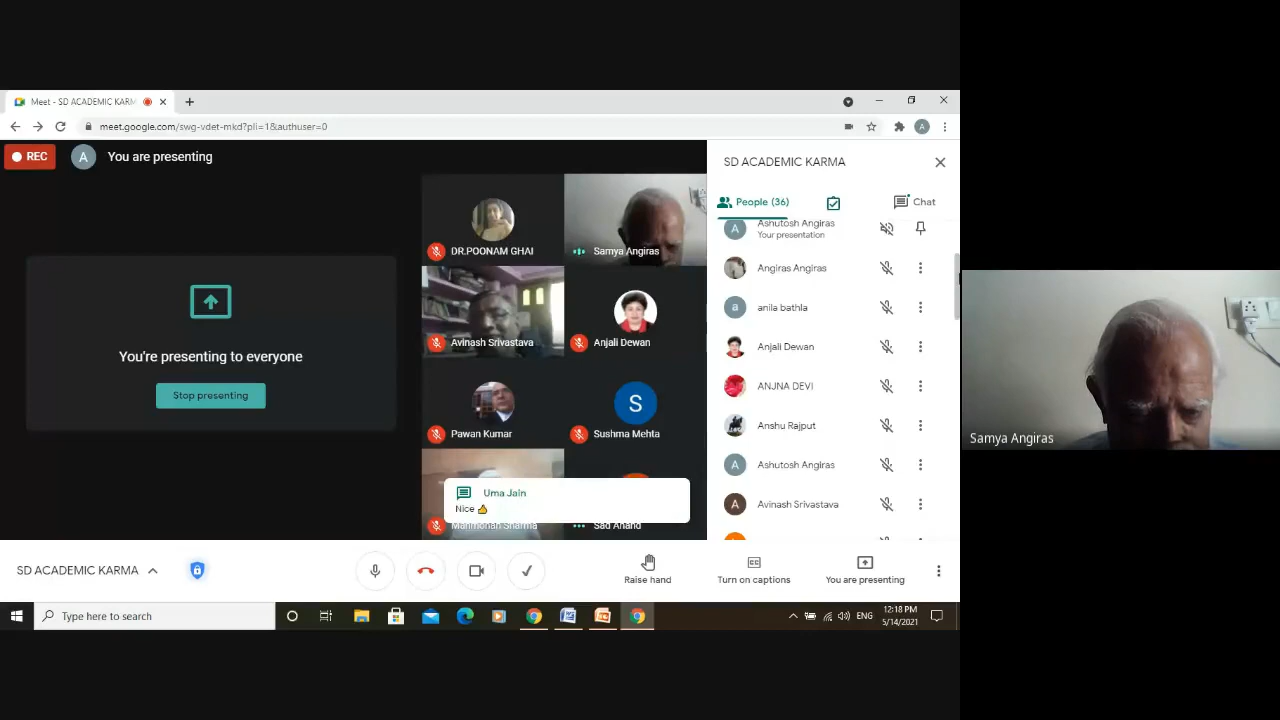 Meet - SD ACADEMIC KARM
meet.google.com/swg-vdet-mkd?pli=1&authuser=0
A
REC
A
You are presenting
You're presenting to everyone
Stop presenting
DR.POONAM GHAI
Samya Angiras
Avinash Srivastava
Anjali Dewan
Pawan Kumar
S
Sushma Mehta
Uma Jain
Nice 👍
Manmohan Sharma
Sad Anand
SD ACADEMIC KARMA
People (36)
Chat
A
Ashutosh Angiras
Your presentation
Angiras Angiras
a
anila bathla
Anjali Dewan
ANJNA DEVI
Anshu Rajput
A
Ashutosh Angiras
A
Avinash Srivastava
Samya Angiras
SD ACADEMIC KARMA
Raise hand
CC
Turn on captions
You are presenting
Type here to search
ENG
12:18 PM
5/14/2021